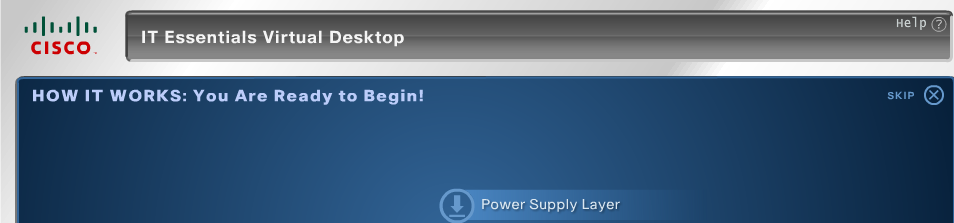 CISCO.
IT Essentials Virtual Desktop
Help ?
HOW IT WORKS: You Are Ready to Begin!
SKIP
Power Supply Layer